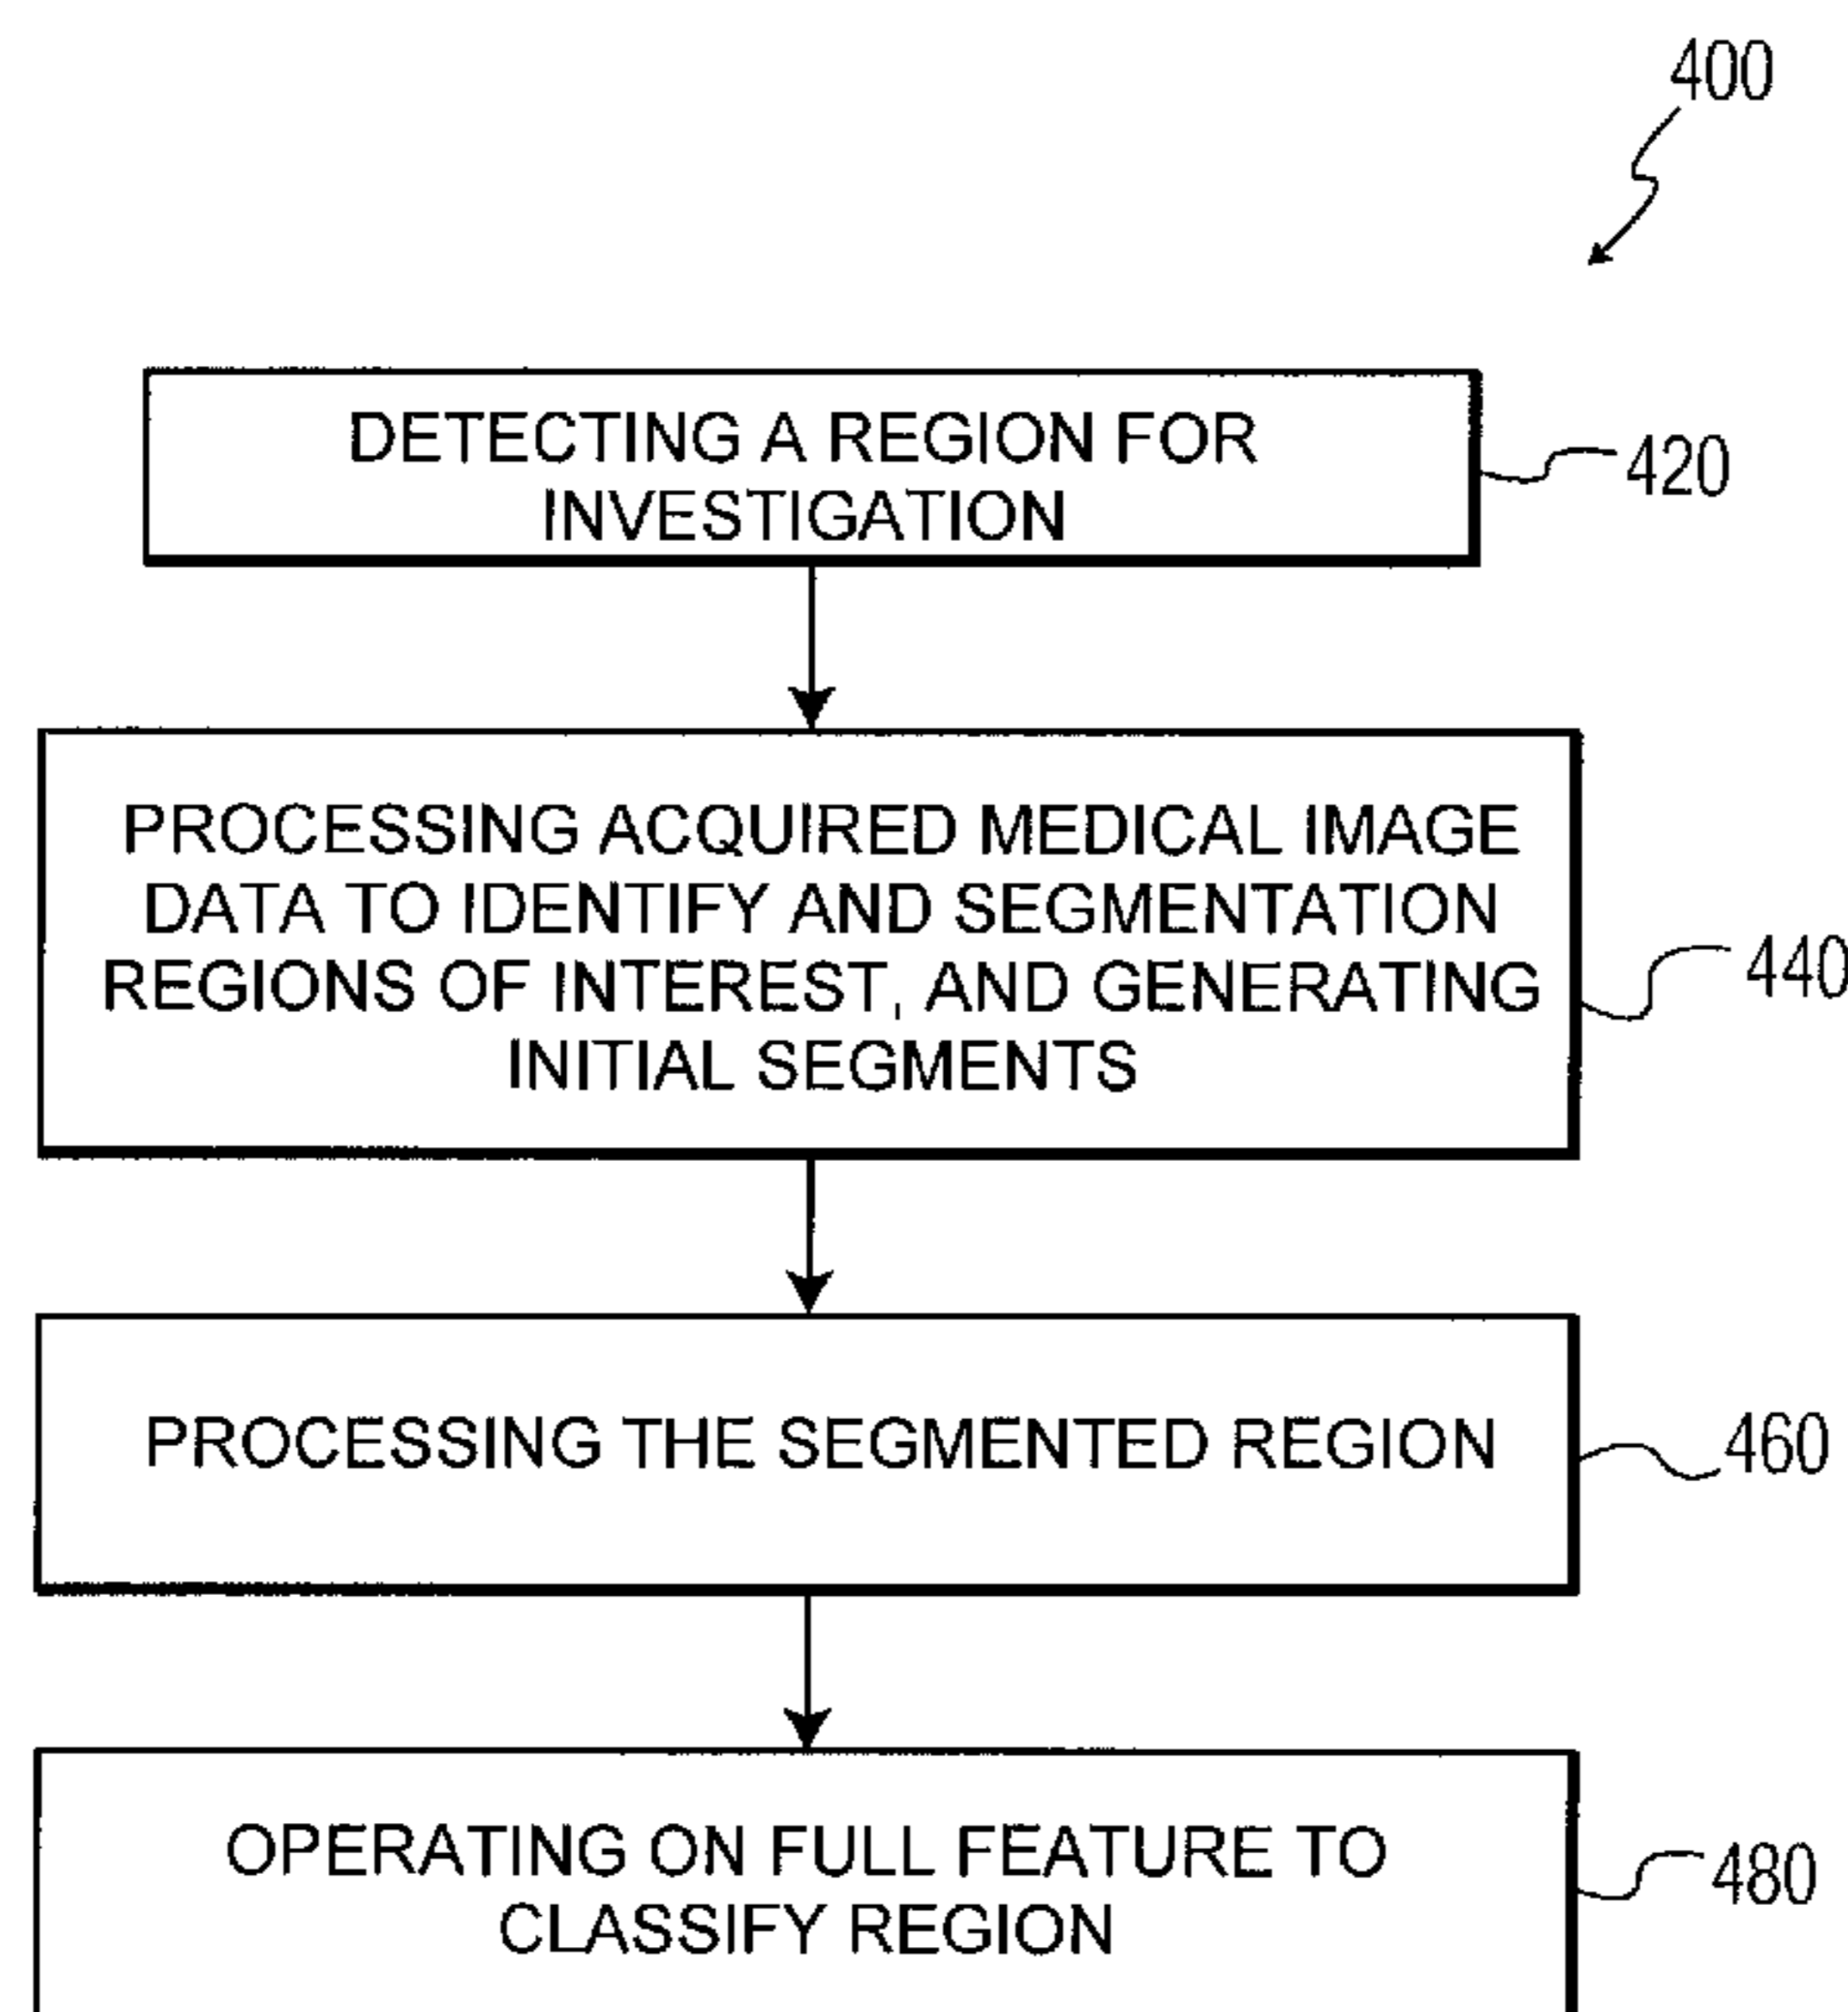 400
DETECTING A REGION FOR
INVESTIGATION
420
PROCESSING ACQUIRED MEDICAL IMAGE
DATA TO IDENTIFY AND SEGMENTATION
REGIONS OF INTEREST, AND GENERATING
INITIAL SEGMENTS
440
PROCESSING THE SEGMENTED REGION
460
OPERATING ON FULL FEATURE TO
CLASSIFY REGION
480